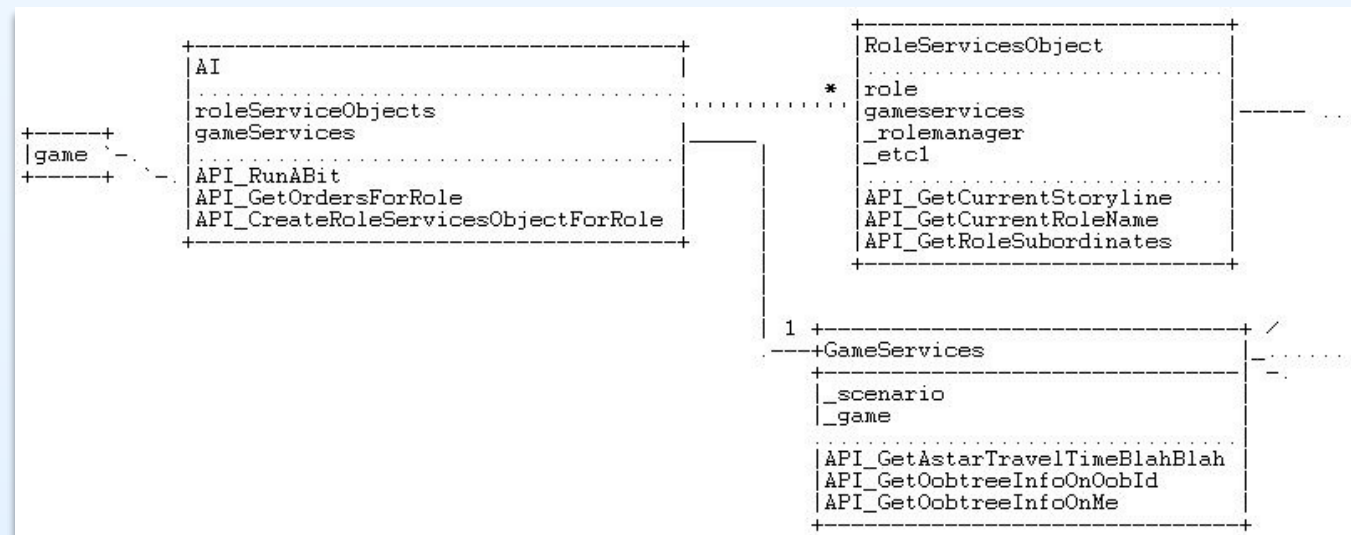 game
AI
roleServiceObjects
gameServices
API_RunABit
API_GetOrdersForRole
API_CreateRoleServicesObjectForRole
*
RoleServicesObject
role
gameservices
_rolemanager
_etc1
API_GetCurrentStoryline
API_GetCurrentRoleName
API_GetRoleSubordinates
1
GameServices
_scenario
_game
API_GetAstarTravelTimeBlahBlah
API_GetOobtreeInfoOnOobId
API_GetOobtreeInfoOnMe